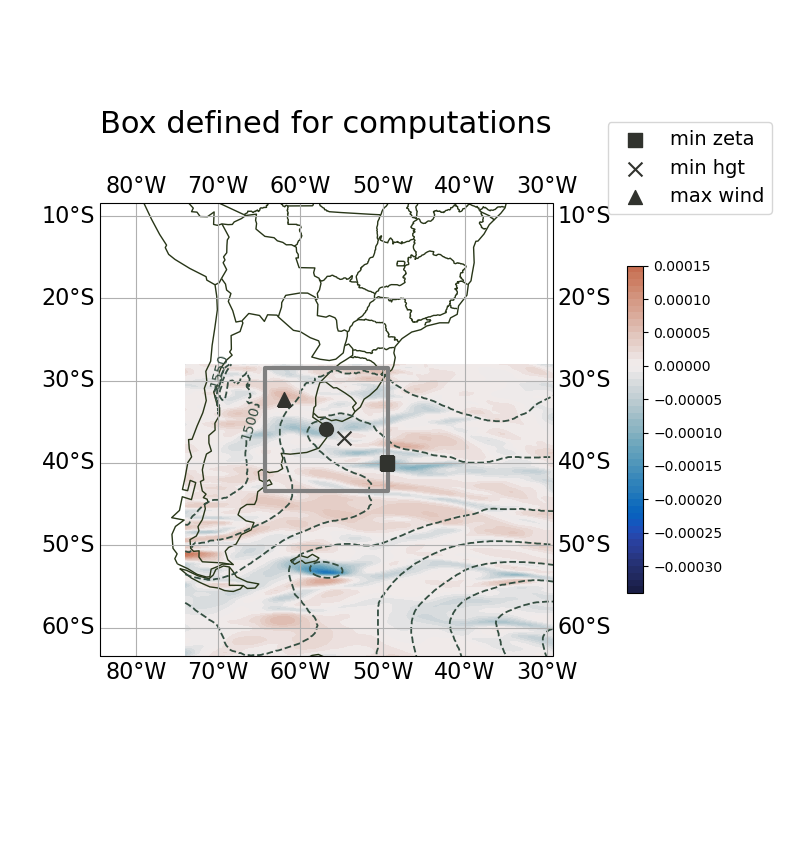 Box defined for computations
min zeta
min hgt
max wind
80°W 70°W 60°W 50°W 40°W 30°W
10°S 10°S
20°S 20°S
30°S 30°S
40°S 40°S
50°S 50°S
60°S 60°S
80°W 70°W 60°W 50°W 40°W 30°W
1550
1500
0.00015
0.00010
0.00005
0.00000
−0.00005
−0.00010
−0.00015
−0.00020
−0.00025
−0.00030